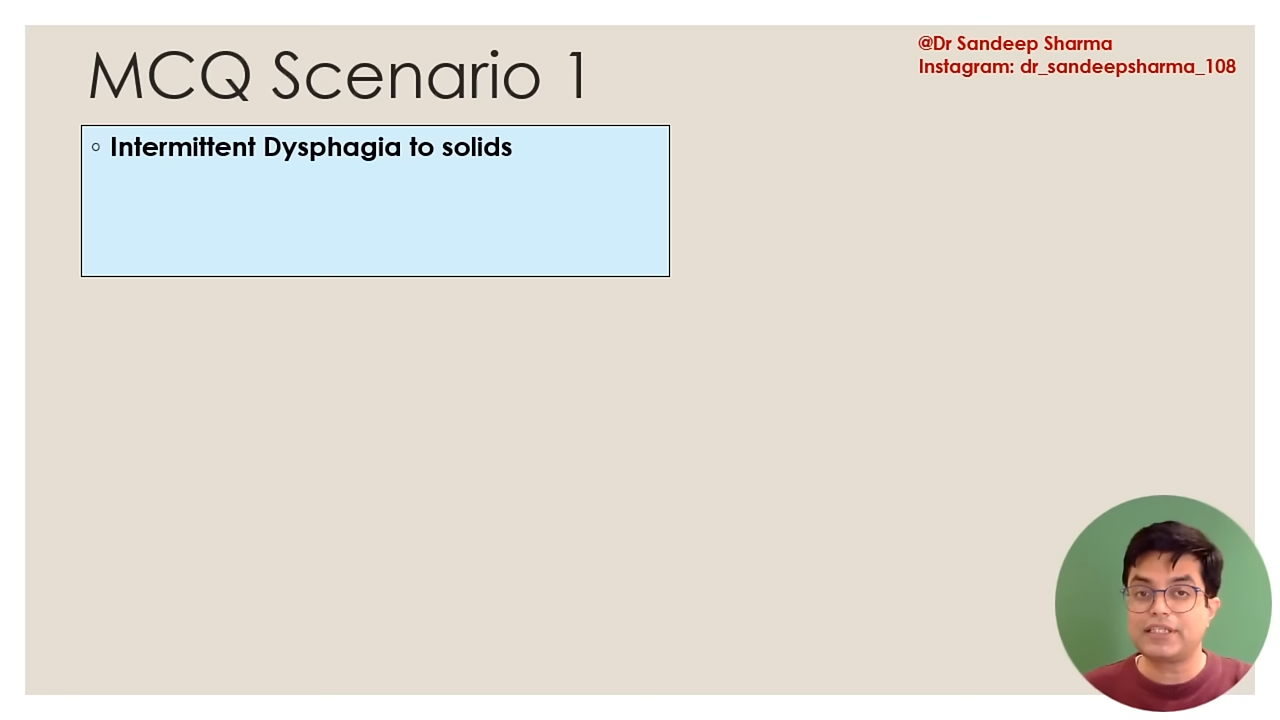 MCQ Scenario 1
@Dr Sandeep Sharma
Instagram: dr_sandeepsharma_108
◦ Intermittent Dysphagia to solids